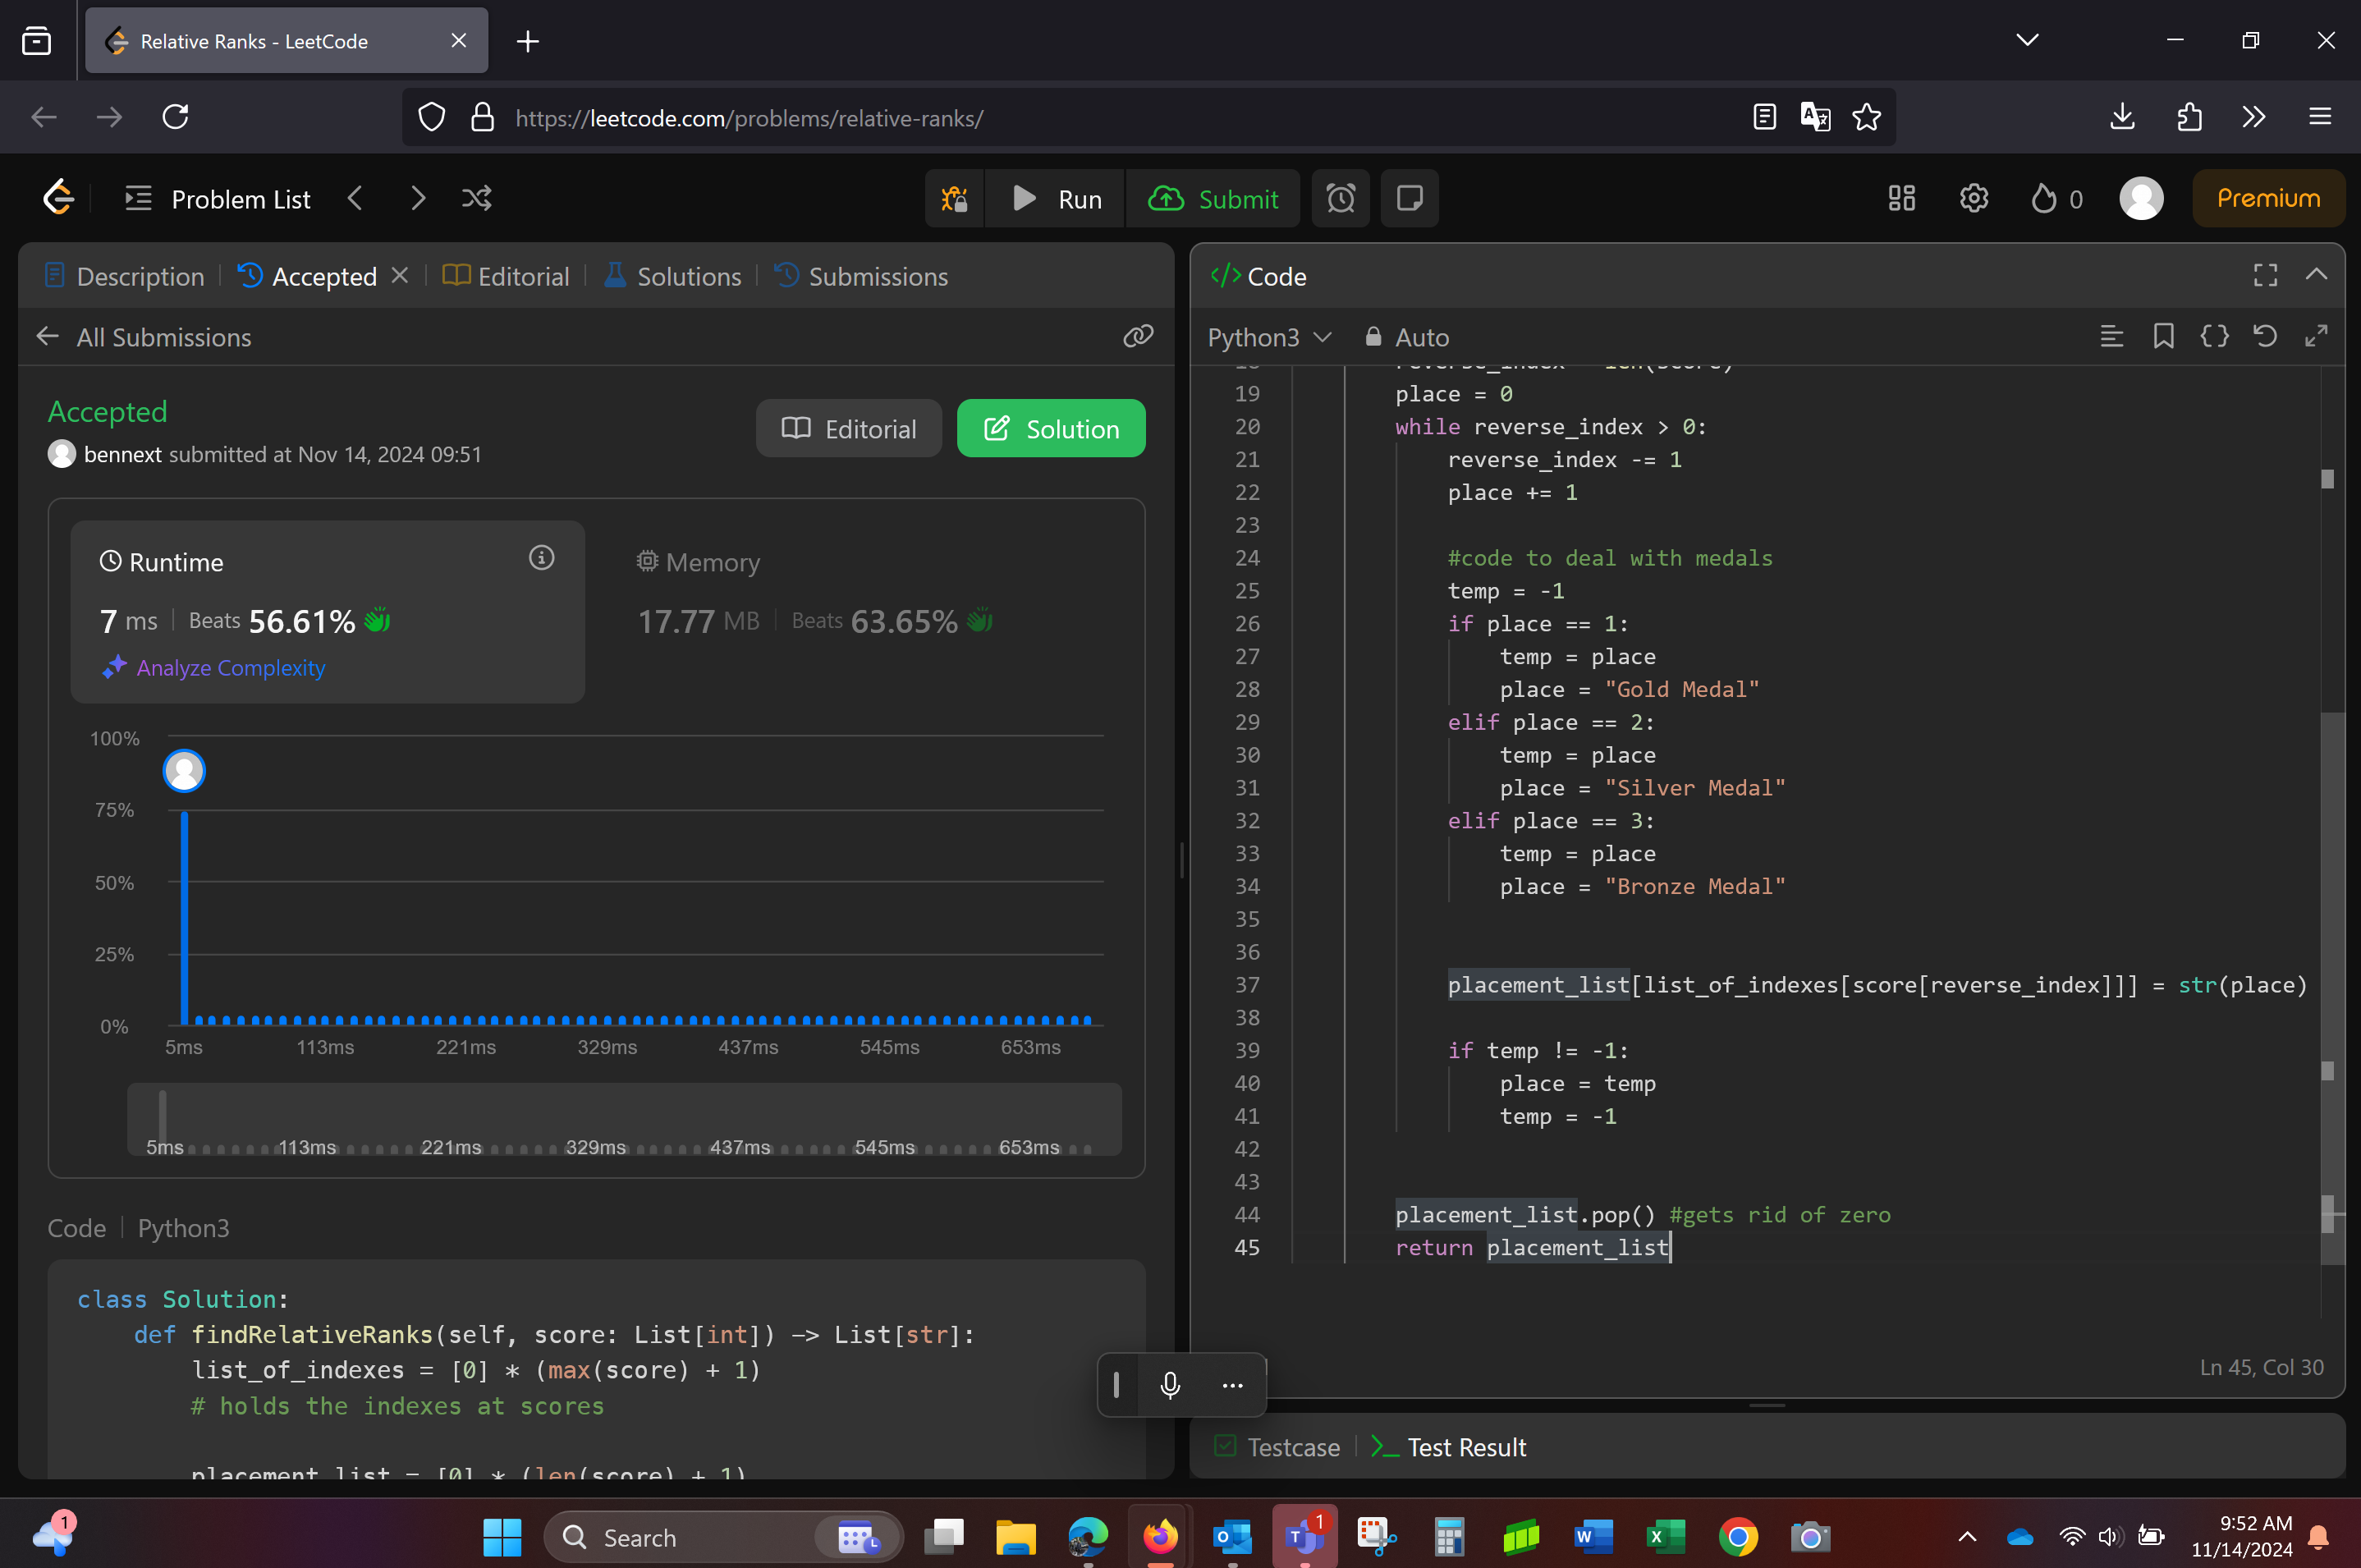 Relative Ranks - LeetCode
https://leetcode.com/problems/relative-ranks/
Problem List
Run
Submit
0
Premium
Description
Accepted
Editorial
Solutions
Submissions
All Submissions
Accepted
bennext submitted at Nov 14, 2024 09:51
Editorial
Solution
Runtime
7 ms
Beats 56.61%
Analyze Complexity
Memory
17.77 MB
Beats 63.65%
100%
75%
50%
25%
0%
5ms 113ms 221ms 329ms 437ms 545ms 653ms
5ms 113ms 221ms 329ms 437ms 545ms 653ms
Code
Python3
class Solution:
def findRelativeRanks(self, score: List[int]) -> List[str]:
list_of_indexes = [0] * (max(score) + 1)
# holds the indexes at scores
placement_list = [0] * (len(score) + 1)
</> Code
Python3
Auto
19 place = 0
20 while reverse_index > 0:
21 reverse_index -= 1
22 place += 1
23
24 #code to deal with medals
25 temp = -1
26 if place == 1:
27 temp = place
28 place = "Gold Medal"
29 elif place == 2:
30 temp = place
31 place = "Silver Medal"
32 elif place == 3:
33 temp = place
34 place = "Bronze Medal"
35
36
37 placement_list[list_of_indexes[score[reverse_index]]] = str(place)
38
39 if temp != -1:
40 place = temp
41 temp = -1
42
43
44 placement_list.pop() #gets rid of zero
45 return placement_list
Ln 45, Col 30
Testcase
Test Result
1
Search
1
9:52 AM
11/14/2024